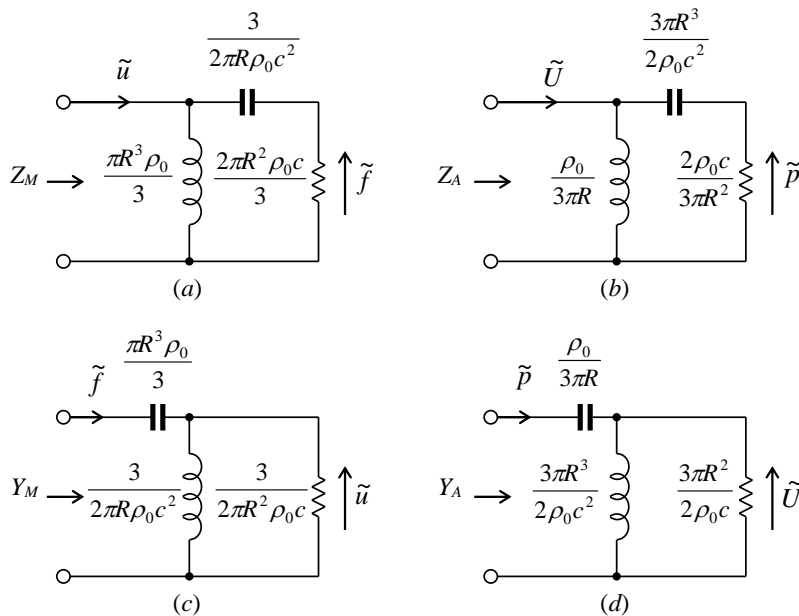 3 / 2πRρ₀c²
3πR³ / 2ρ₀c²
ũ
Ũ
Z_M
πR³ρ₀ / 3
2πR²ρ₀c / 3
f̃
Z_A
ρ₀ / 3πR
2ρ₀c / 3πR²
p̃
(a)
(b)
πR³ρ₀ / 3
ρ₀ / 3πR
f̃
p̃
Y_M
3 / 2πRρ₀c²
3 / 2πR²ρ₀c
ũ
Y_A
3πR³ / 2ρ₀c²
3πR² / 2ρ₀c
Ũ
(c)
(d)